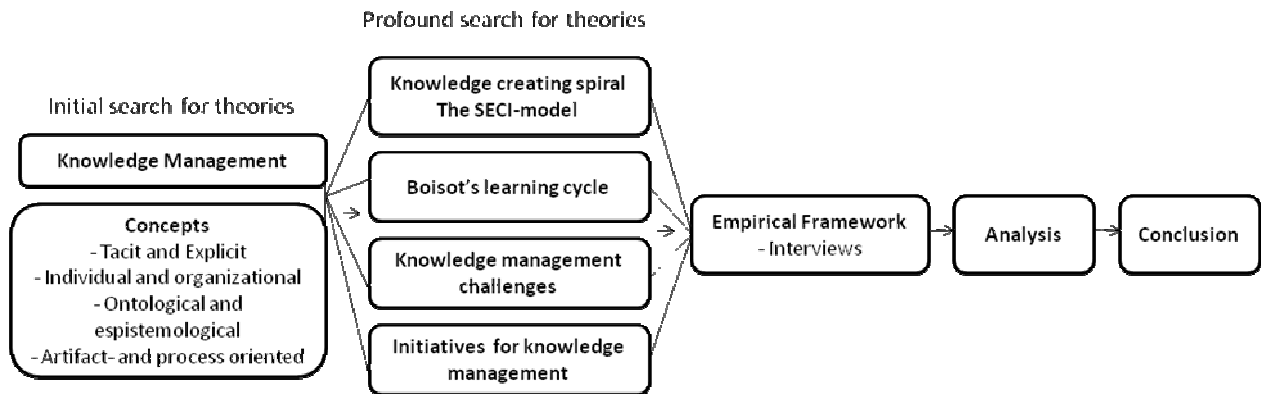 Profound search for theories
Initial search for theories
Knowledge Management
Concepts
- Tacit and Explicit
- Individual and organizational
- Ontological and
espistemological
- Artifact- and process oriented
Knowledge creating spiral
The SECI-model
Boisot's learning cycle
Knowledge management
challenges
Initiatives for knowledge
management
Empirical Framework
- Interviews
Analysis
Conclusion